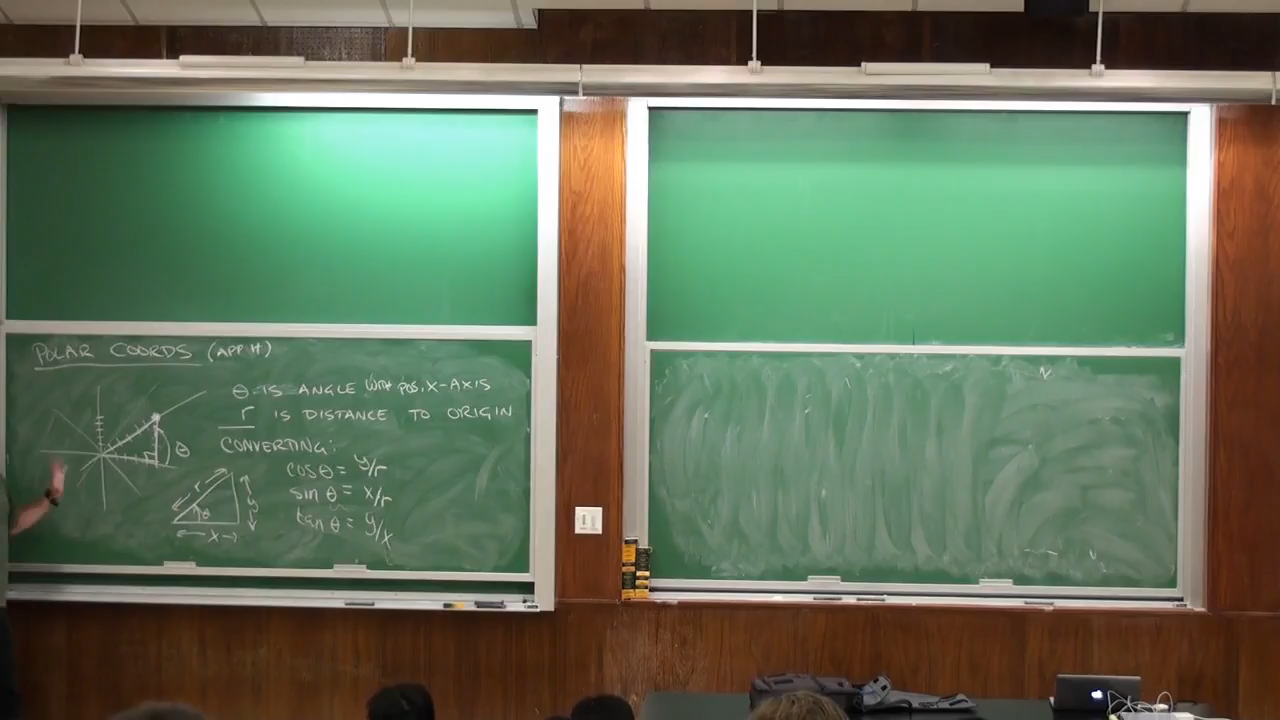 POLAR COORDS (APP. H)
θ IS ANGLE WITH POS. X-AXIS
r IS DISTANCE TO ORIGIN
CONVERTING:
θ
cos θ = y/r
sin θ = x/r
tan θ = y/x
r
θ
y
x